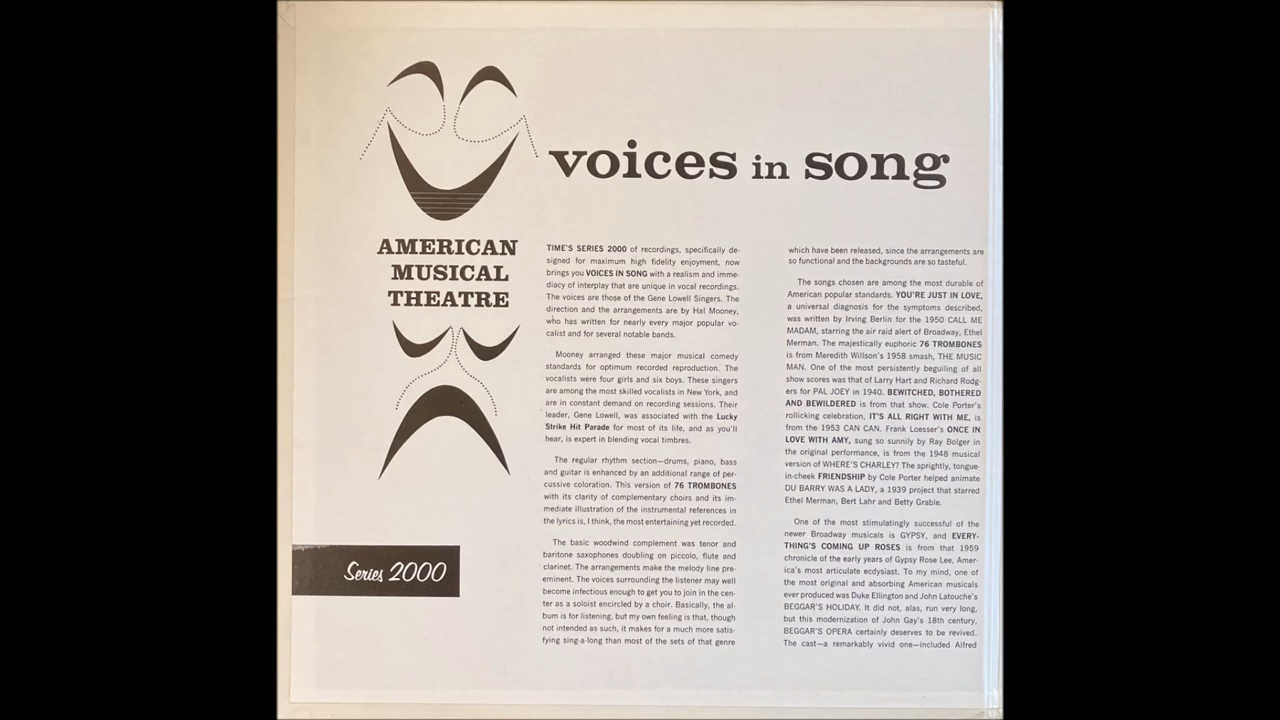 voices in song
AMERICAN
MUSICAL
THEATRE
Series 2000
TIME'S SERIES 2000 of recordings, specifically de-
signed for maximum high fidelity enjoyment, now
brings you VOICES IN SONG with a realism and imme-
diacy of interplay that are unique in vocal recordings.
The voices are those of the Gene Lowell Singers. The
direction and the arrangements are by Hal Mooney,
who has written for nearly every major popular vo-
calist and for several notable bands.
Mooney arranged these major musical comedy
standards for optimum recorded reproduction. The
vocalists were four girls and six boys. These singers
are among the most skilled vocalists in New York, and
are in constant demand on recording sessions. Their
leader, Gene Lowell, was associated with the Lucky
Strike Hit Parade for most of its life, and as you'll
hear, is expert in blending vocal timbres.
The regular rhythm section—drums, piano, bass
and guitar is enhanced by an additional range of per-
cussive coloration. This version of 76 TROMBONES
with its clarity of complementary choirs and its im-
mediate illustration of the instrumental references in
the lyrics is, I think, the most entertaining yet recorded.
The basic woodwind complement was tenor and
baritone saxophones doubling on piccolo, flute and
clarinet. The arrangements make the melody line pre-
eminent. The voices surrounding the listener may well
become infectious enough to get you to join in the cen-
ter as a soloist encircled by a choir. Basically, the al-
bum is for listening, but my own feeling is that, though
not intended as such, it makes for a much more satis-
fying sing-a-long than most of the sets of that genre
which have been released, since the arrangements are
so functional and the backgrounds are so tasteful.
The songs chosen are among the most durable of
American popular standards. YOU'RE JUST IN LOVE,
a universal diagnosis for the symptoms described,
was written by Irving Berlin for the 1950 CALL ME
MADAM, starring the air raid alert of Broadway, Ethel
Merman. The majestically euphoric 76 TROMBONES
is from Meredith Willson's 1958 smash, THE MUSIC
MAN. One of the most persistently beguiling of all
show scores was that of Larry Hart and Richard Rodg-
ers for PAL JOEY in 1940. BEWITCHED, BOTHERED
AND BEWILDERED is from that show. Cole Porter's
rollicking celebration, IT'S ALL RIGHT WITH ME, is
from the 1953 CAN CAN. Frank Loesser's ONCE IN
LOVE WITH AMY, sung so sunnily by Ray Bolger in
the original performance, is from the 1948 musical
version of WHERE'S CHARLEY? The sprightly, tongue-
in-cheek FRIENDSHIP by Cole Porter helped animate
DU BARRY WAS A LADY, a 1939 project that starred
Ethel Merman, Bert Lahr and Betty Grable.
One of the most stimulatingly successful of the
newer Broadway musicals is GYPSY, and EVERY-
THING'S COMING UP ROSES is from that 1959
chronicle of the early years of Gypsy Rose Lee, Amer-
ica's most articulate ecdysiast. To my mind, one of
the most original and absorbing American musicals
ever produced was Duke Ellington and John Latouche's
BEGGAR'S HOLIDAY. It did not, alas, run very long,
but this modernization of John Gay's 18th century,
BEGGAR'S OPERA certainly deserves to be revived.
The cast—a remarkably vivid one—included Alfred